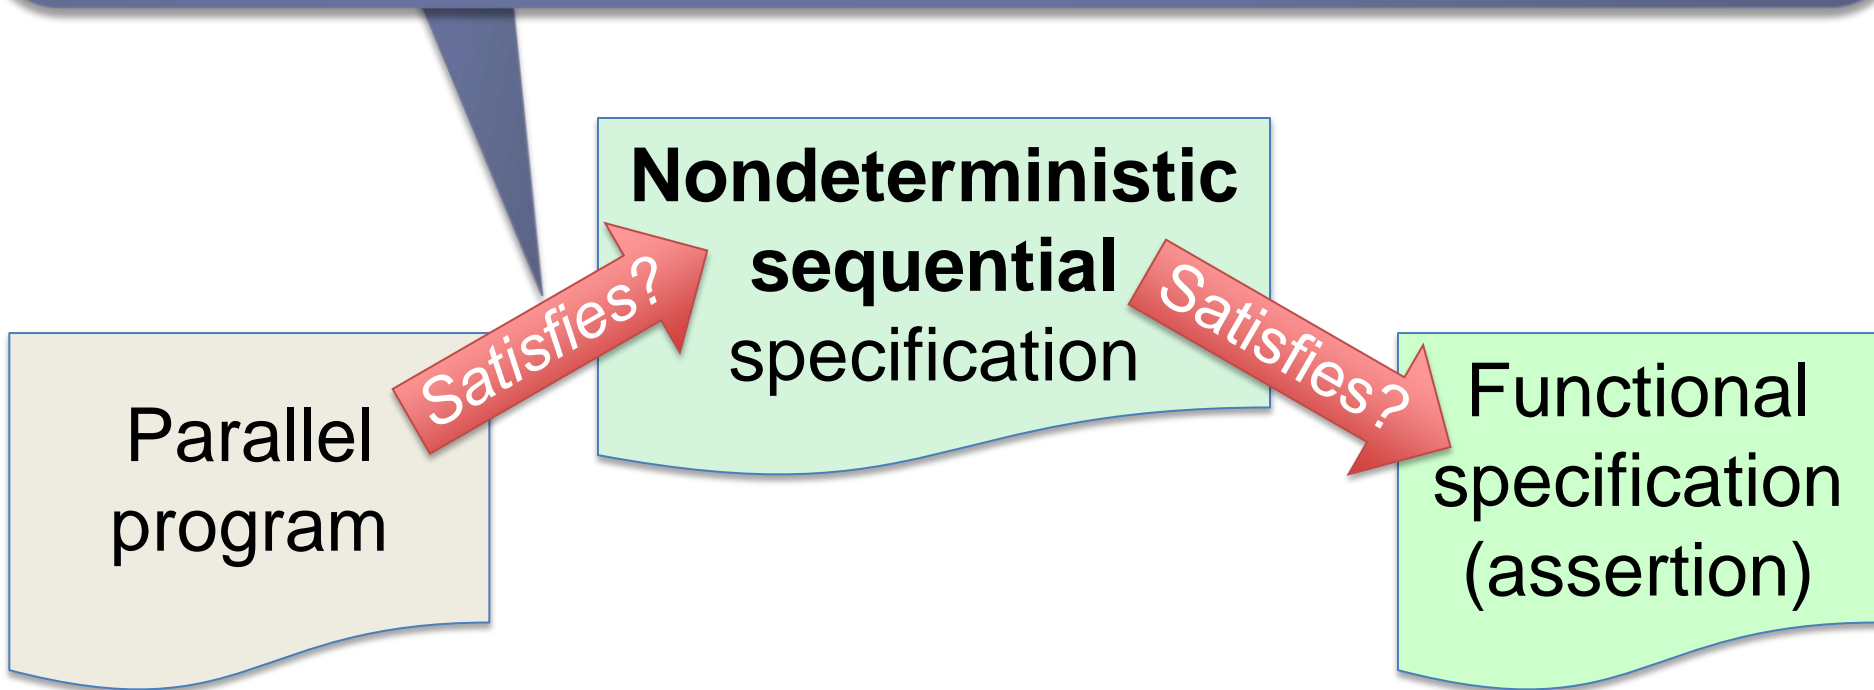 Parallel
program
Satisfies?
Nondeterministic
sequential
specification
Satisfies?
Functional
specification
(assertion)